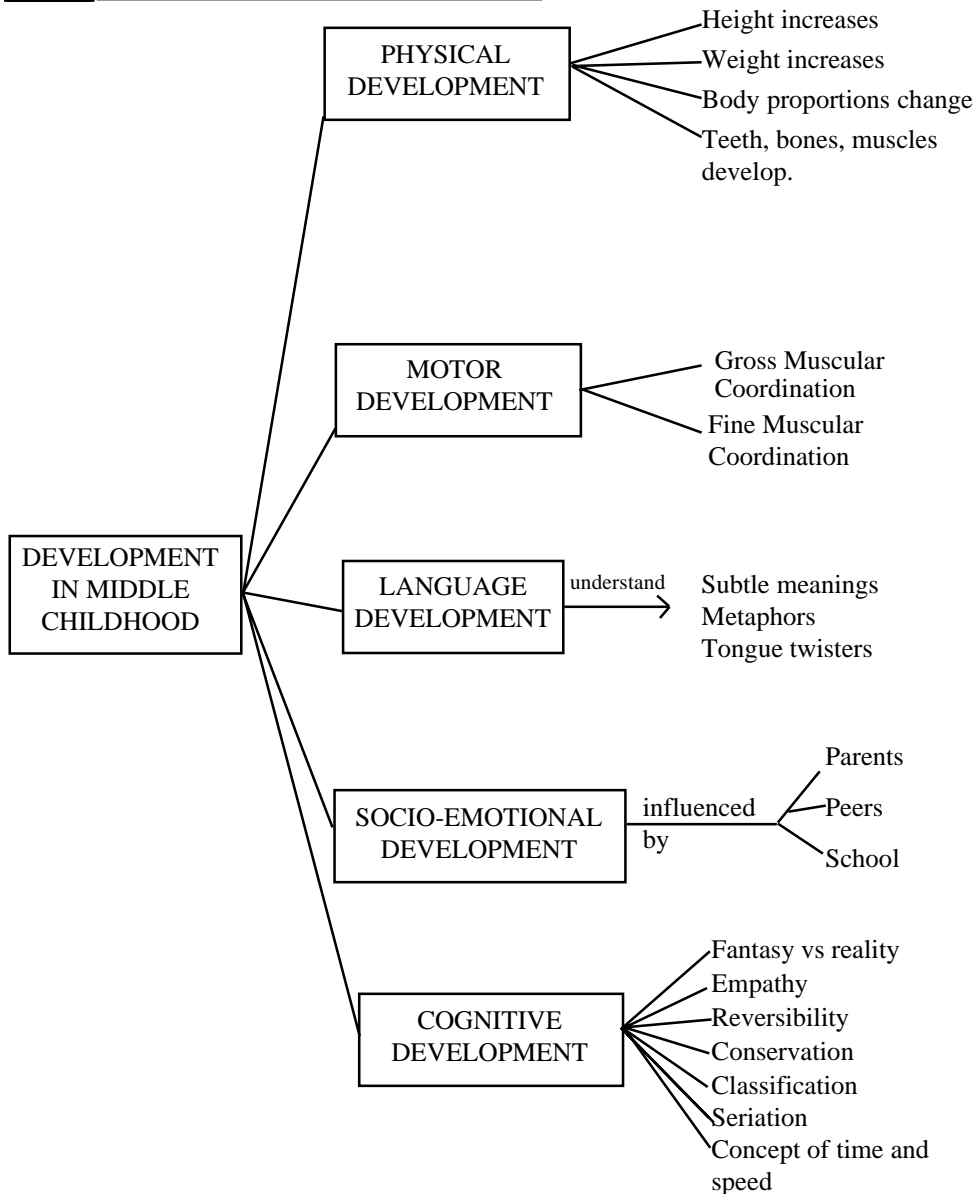 PHYSICAL
DEVELOPMENT
Height increases
Weight increases
Body proportions change
Teeth, bones, muscles
develop.
MOTOR
DEVELOPMENT
Gross Muscular
Coordination
Fine Muscular
Coordination
DEVELOPMENT
IN MIDDLE
CHILDHOOD
LANGUAGE
DEVELOPMENT
understand
Subtle meanings
Metaphors
Tongue twisters
SOCIO-EMOTIONAL
DEVELOPMENT
influenced
by
Parents
Peers
School
COGNITIVE
DEVELOPMENT
Fantasy vs reality
Empathy
Reversibility
Conservation
Classification
Seriation
Concept of time and
speed